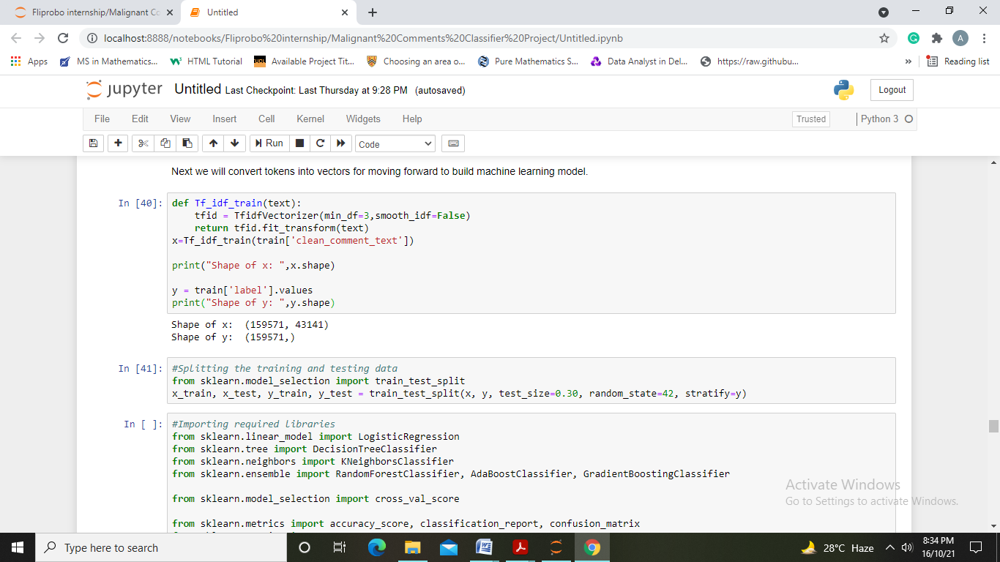 Fliprobo internship/Malignant Co
Untitled
localhost:8888/notebooks/Fliprobo%20internship/Malignant%20Comments%20Classifier%20Project/Untitled.ipynb
A
Apps
MS in Mathematics...
HTML Tutorial
Available Project Tit...
Choosing an area o...
Pure Mathematics S...
Data Analyst in Del...
https://raw.githubu...
»
Reading list
jupyter Untitled Last Checkpoint: Last Thursday at 9:28 PM (autosaved)
Logout
File Edit View Insert Cell Kernel Widgets Help
Trusted
Python 3
Run
Code
Next we will convert tokens into vectors for moving forward to build machine learning model.
In [40]:
def Tf_idf_train(text):
    tfid = TfidfVectorizer(min_df=3,smooth_idf=False)
    return tfid.fit_transform(text)
x=Tf_idf_train(train['clean_comment_text'])
print("Shape of x: ",x.shape)
y = train['label'].values
print("Shape of y: ",y.shape)
Shape of x:  (159571, 43141)
Shape of y:  (159571,)
In [41]:
#Splitting the training and testing data
from sklearn.model_selection import train_test_split
x_train, x_test, y_train, y_test = train_test_split(x, y, test_size=0.30, random_state=42, stratify=y)
In [ ]:
#Importing required libraries
from sklearn.linear_model import LogisticRegression
from sklearn.tree import DecisionTreeClassifier
from sklearn.neighbors import KNeighborsClassifier
from sklearn.ensemble import RandomForestClassifier, AdaBoostClassifier, GradientBoostingClassifier
from sklearn.model_selection import cross_val_score
from sklearn.metrics import accuracy_score, classification_report, confusion_matrix
Activate Windows
Go to Settings to activate Windows.
Type here to search
28°C Haze
8:34 PM
16/10/21